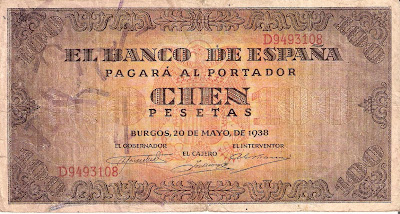 D9493108
EL BANCO DE ESPAÑA
PAGARÁ AL PORTADOR
CIEN
PESETAS
BURGOS, 20 DE MAYO, DE 1938
EL GOBERNADOR EL CAJERO EL INTERVENTOR
D9493108